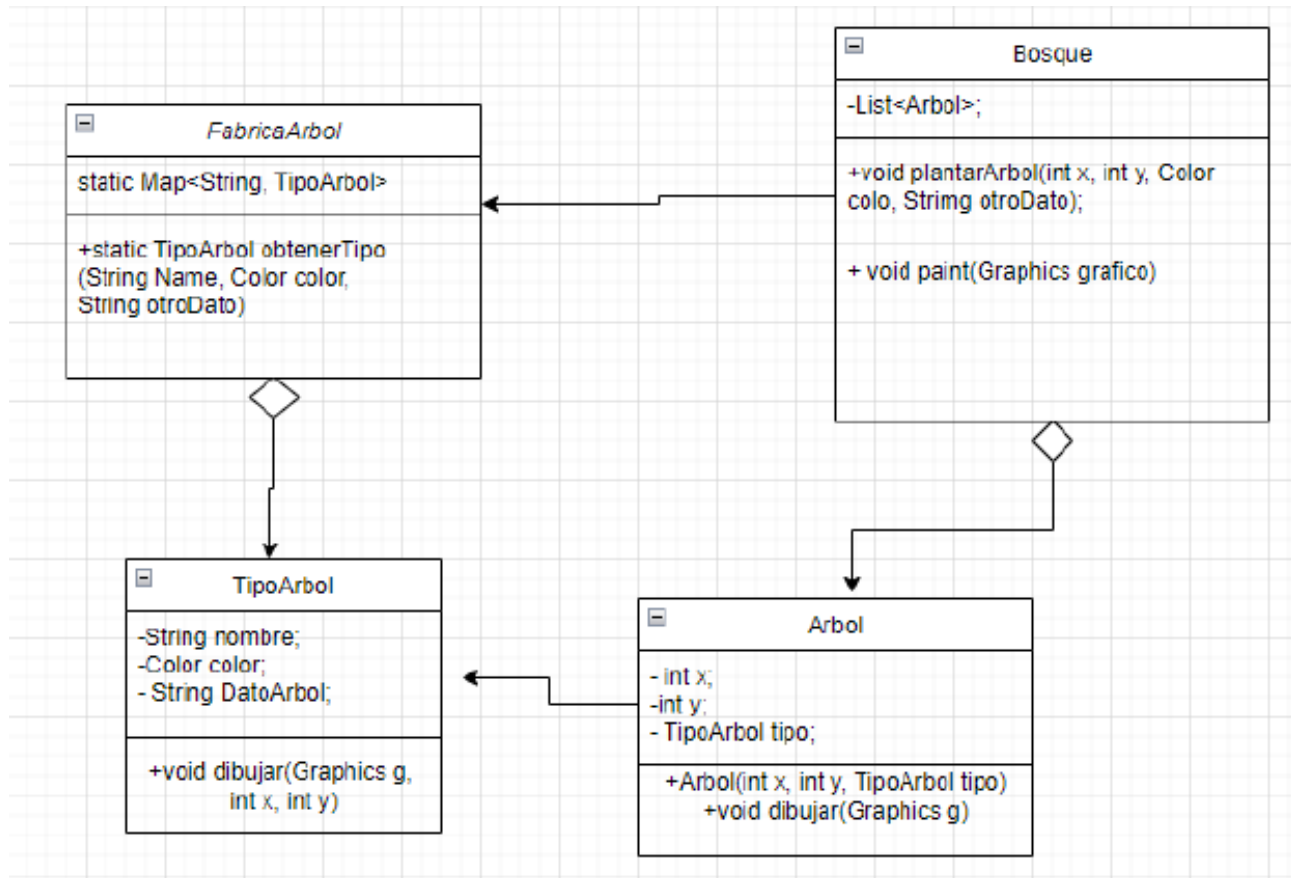 FabricaArbol
static Map<String, TipoArbol>
+static TipoArbol obtenerTipo
(String Name, Color color,
String otroDato)
Bosque
-List<Arbol>;
+void plantarArbol(int x, int y, Color
colo, Strimg otroDato);
+ void paint(Graphics grafico)
TipoArbol
-String nombre;
-Color color;
- String DatoArbol;
+void dibujar(Graphics g,
int x, int y)
Arbol
- int x;
-int y;
- TipoArbol tipo;
+Arbol(int x, int y, TipoArbol tipo)
+void dibujar(Graphics g)